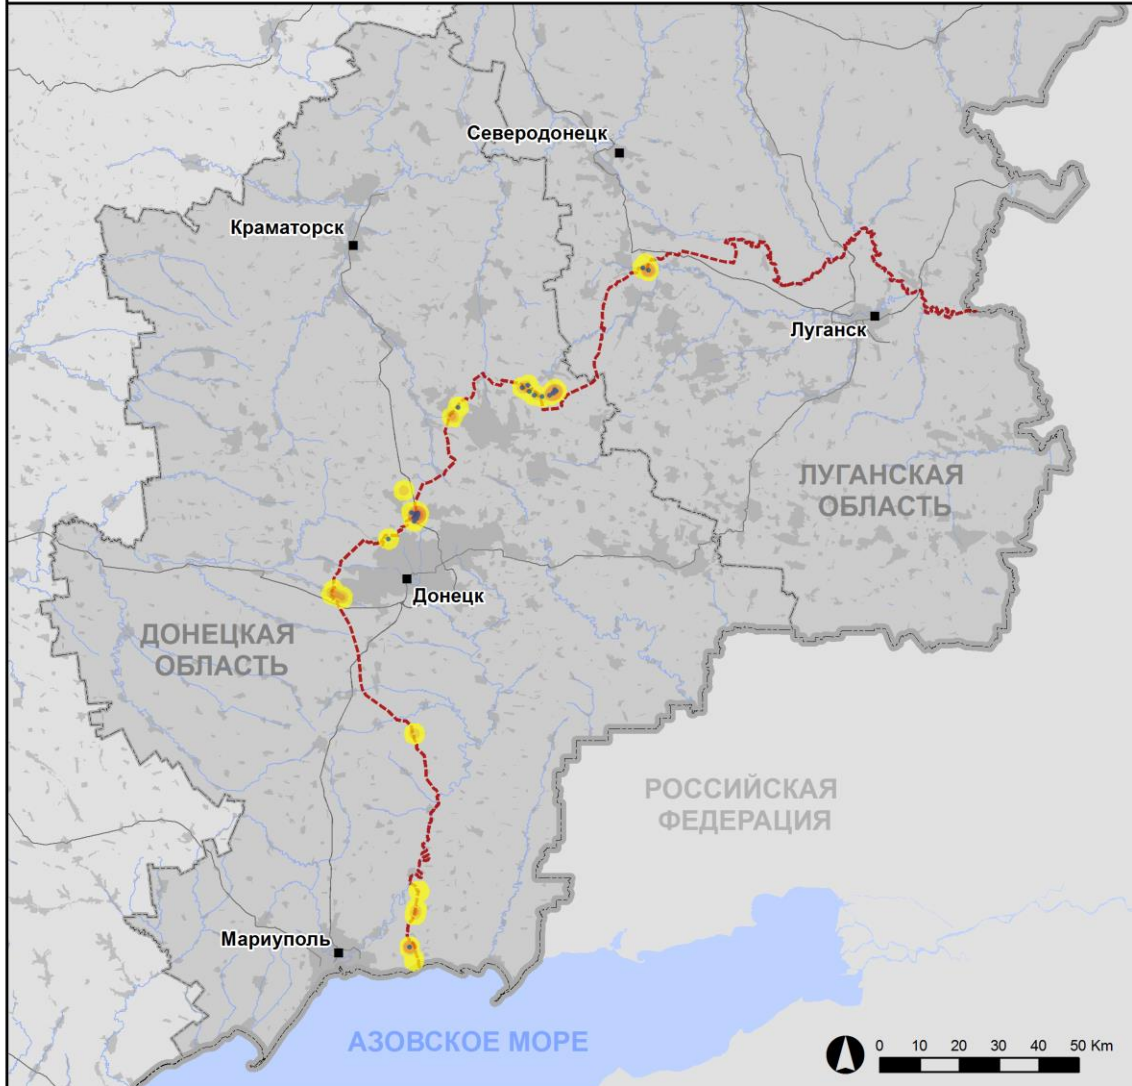 Северодонецк
Краматорск
Луганск
ЛУГАНСКАЯ
ОБЛАСТЬ
Донецк
ДОНЕЦКАЯ
ОБЛАСТЬ
РОССИЙСКАЯ
ФЕДЕРАЦИЯ
Мариуполь
АЗОВСКОЕ МОРЕ
0 10 20 30 40 50 Km